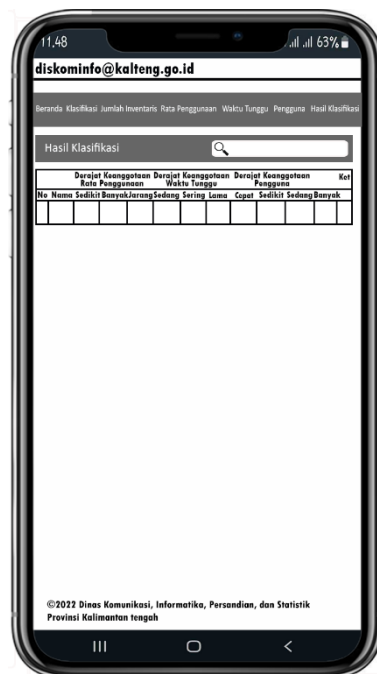 11.48 63%
diskominfo@kalteng.go.id
Beranda Klasifikasi Jumlah Inventaris Rata Penggunaan Waktu Tunggu Pengguna Hasil Klasifikasi
Hasil Klasifikasi
Derajat Keanggotaan Derajat Keanggotaan Derajat Keanggotaan Ket
Rata Penggunaan Waktu Tunggu Pengguna
No Nama Sedikit Banyak Jarang Sedang Sering Lama Cepat Sedikit Sedang Banyak
©2022 Dinas Komunikasi, Informatika, Persandian, dan Statistik
Provinsi Kalimantan tengah